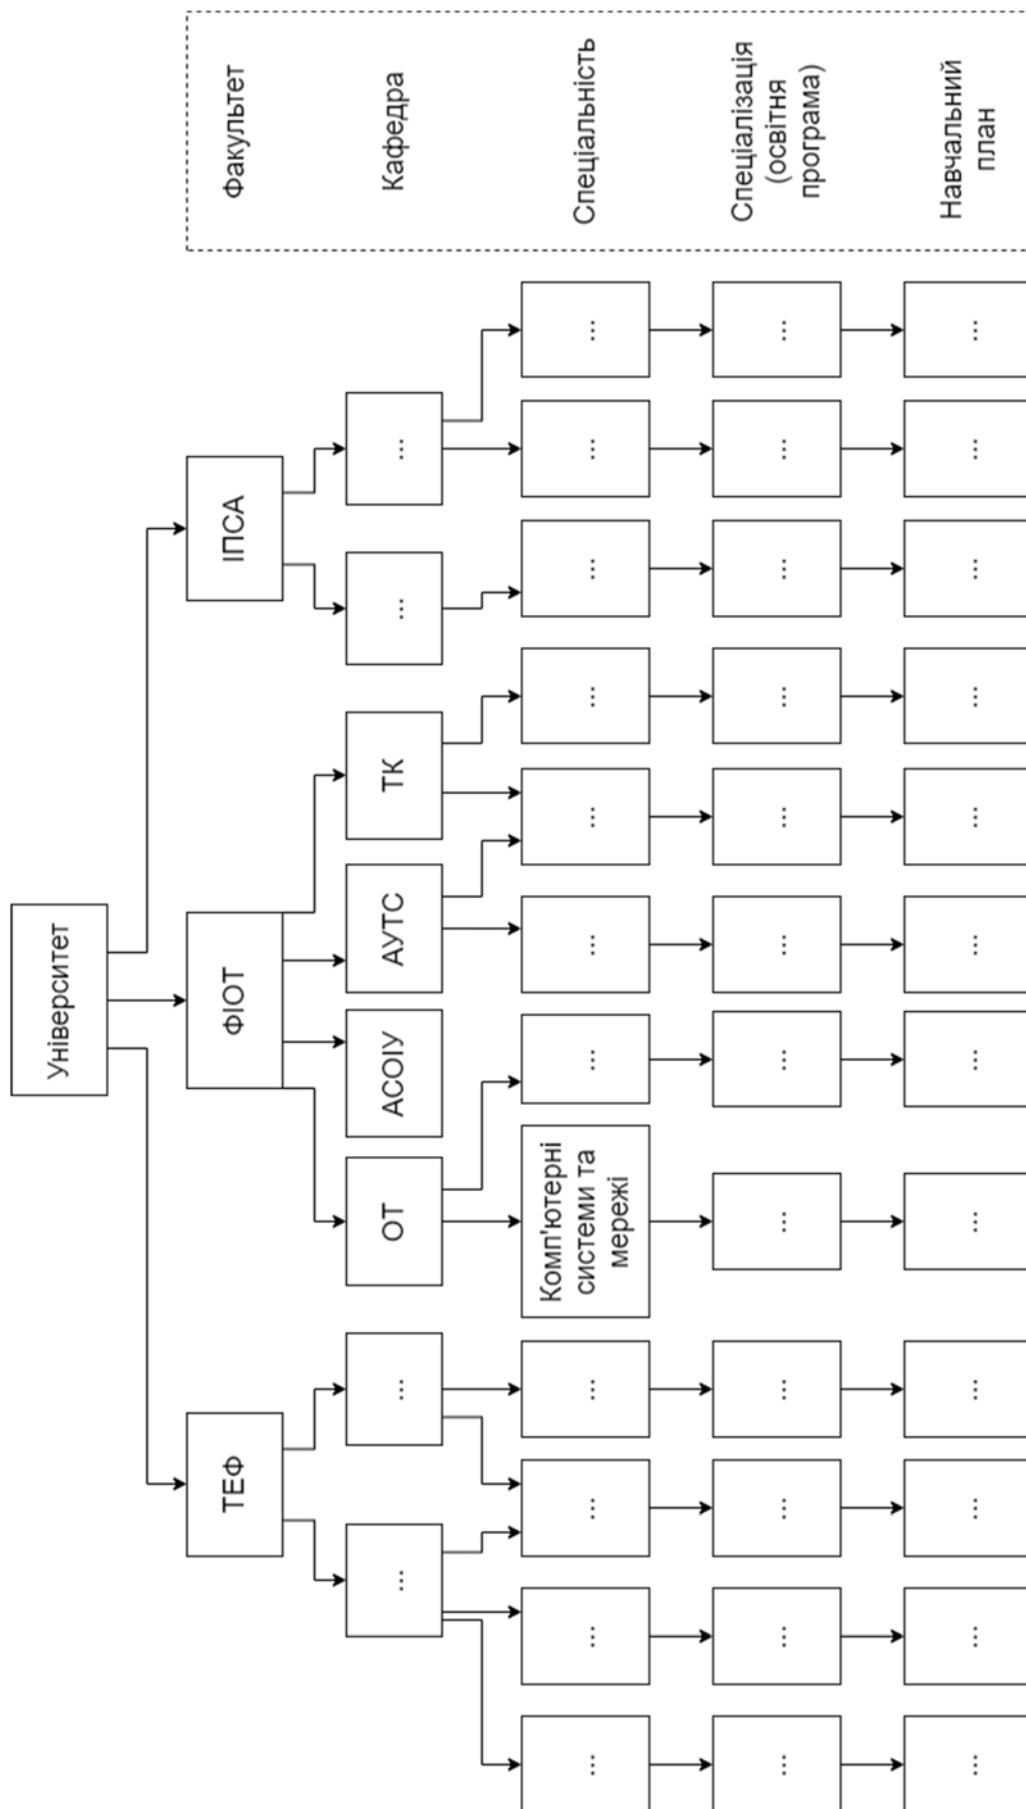 Університет
ТЕФ
ФІОТ
ІПСА
Факультет
...
...
ОТ
АСОІУ
АУТС
ТК
...
...
Кафедра
...
...
...
...
Комп'ютерні
системи та
мережі
...
...
...
...
...
...
...
Спеціальність
...
...
...
...
...
...
...
...
...
...
...
...
Спеціалізація
(освітня
програма)
...
...
...
...
...
...
...
...
...
...
...
...
Навчальний
план